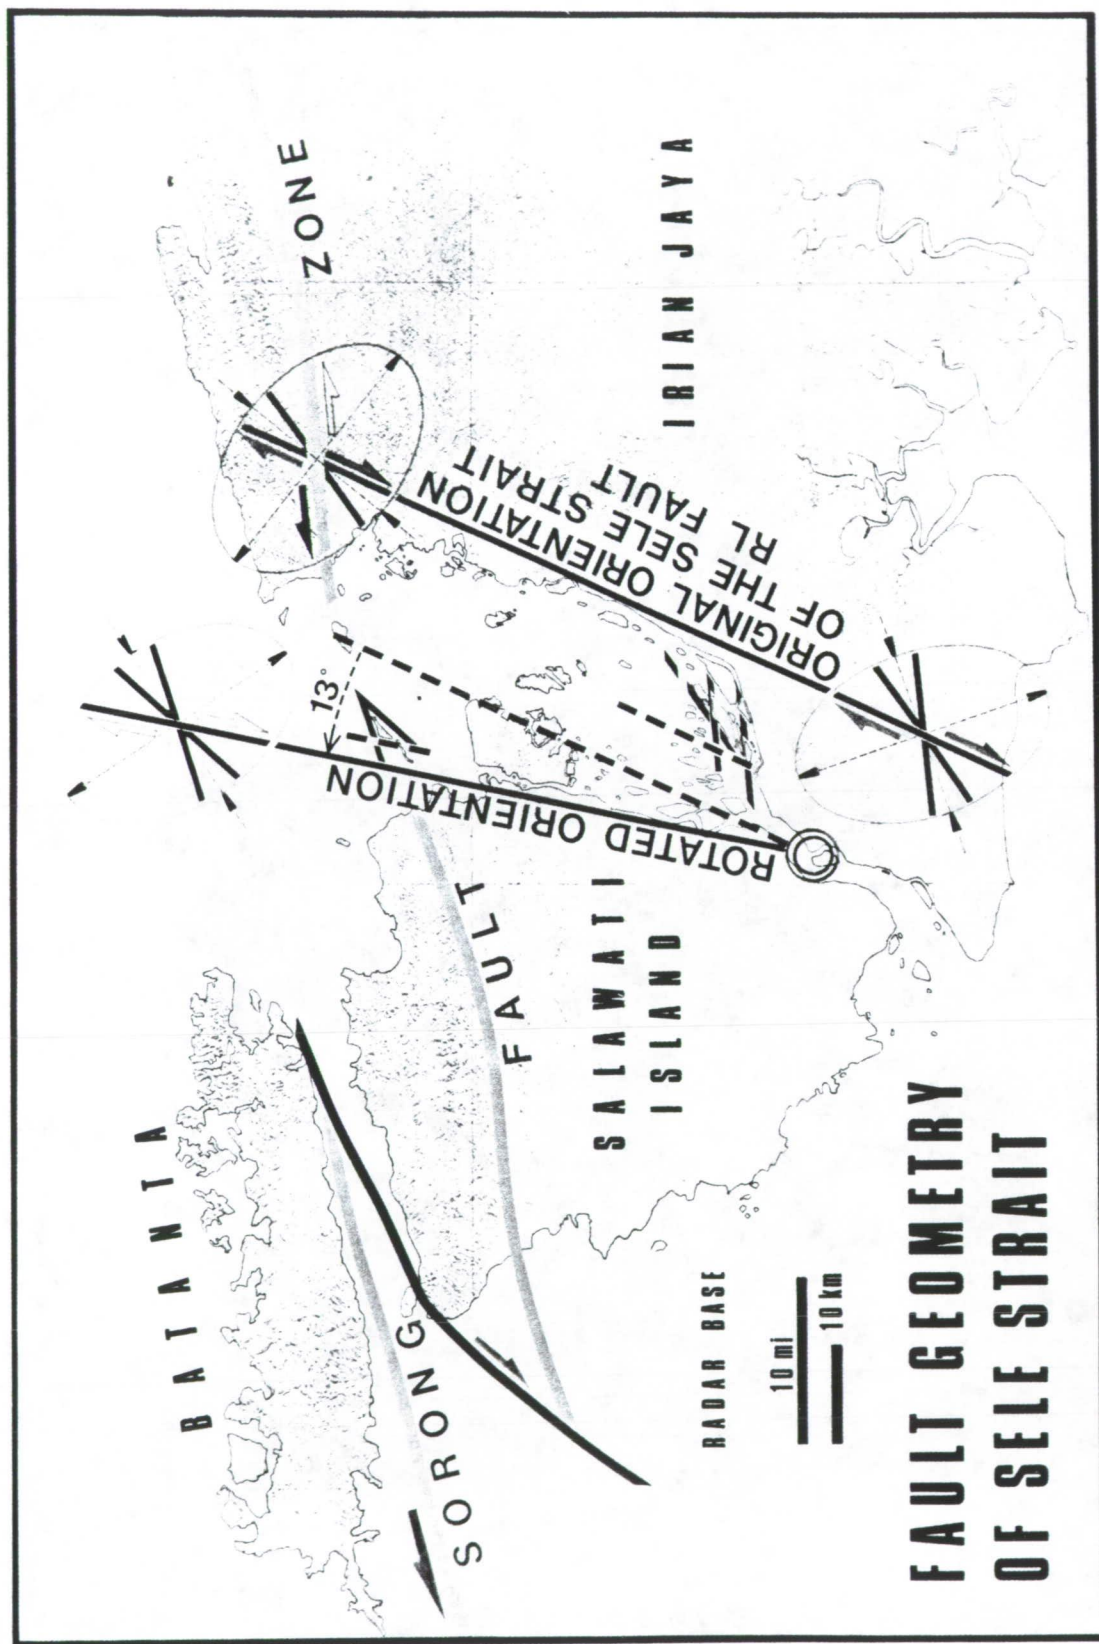 BATANTA
SORONG
FAULT
ZONE
13°
ROTATED ORIENTATION
ORIGINAL ORIENTATION
OF THE SELE STRAIT
RL FAULT
SALAWATI
ISLAND
IRIAN JAYA
RADAR BASE
10 mi
10 km
FAULT GEOMETRY
OF SELE STRAIT